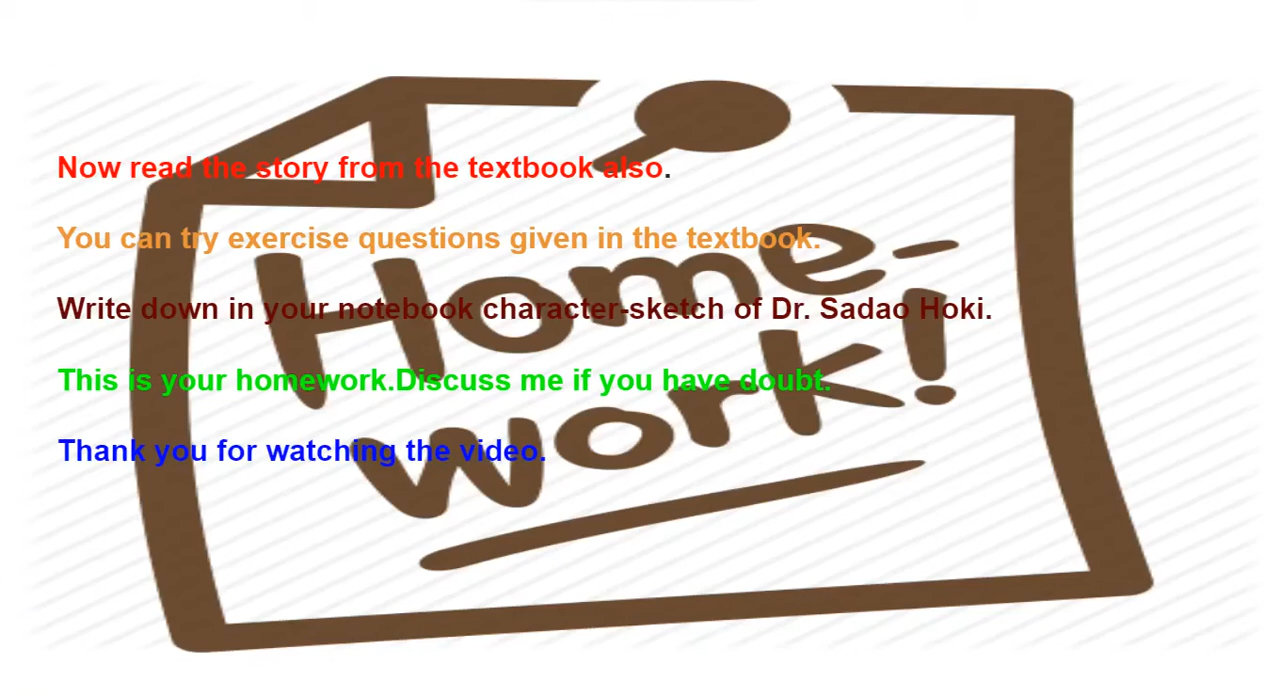 Now read the story from the textbook also.
You can try exercise questions given in the textbook.
Write down in your notebook character-sketch of Dr. Sadao Hoki.
This is your homework.Discuss me if you have doubt.
Thank you for watching the video.
Home-
work!